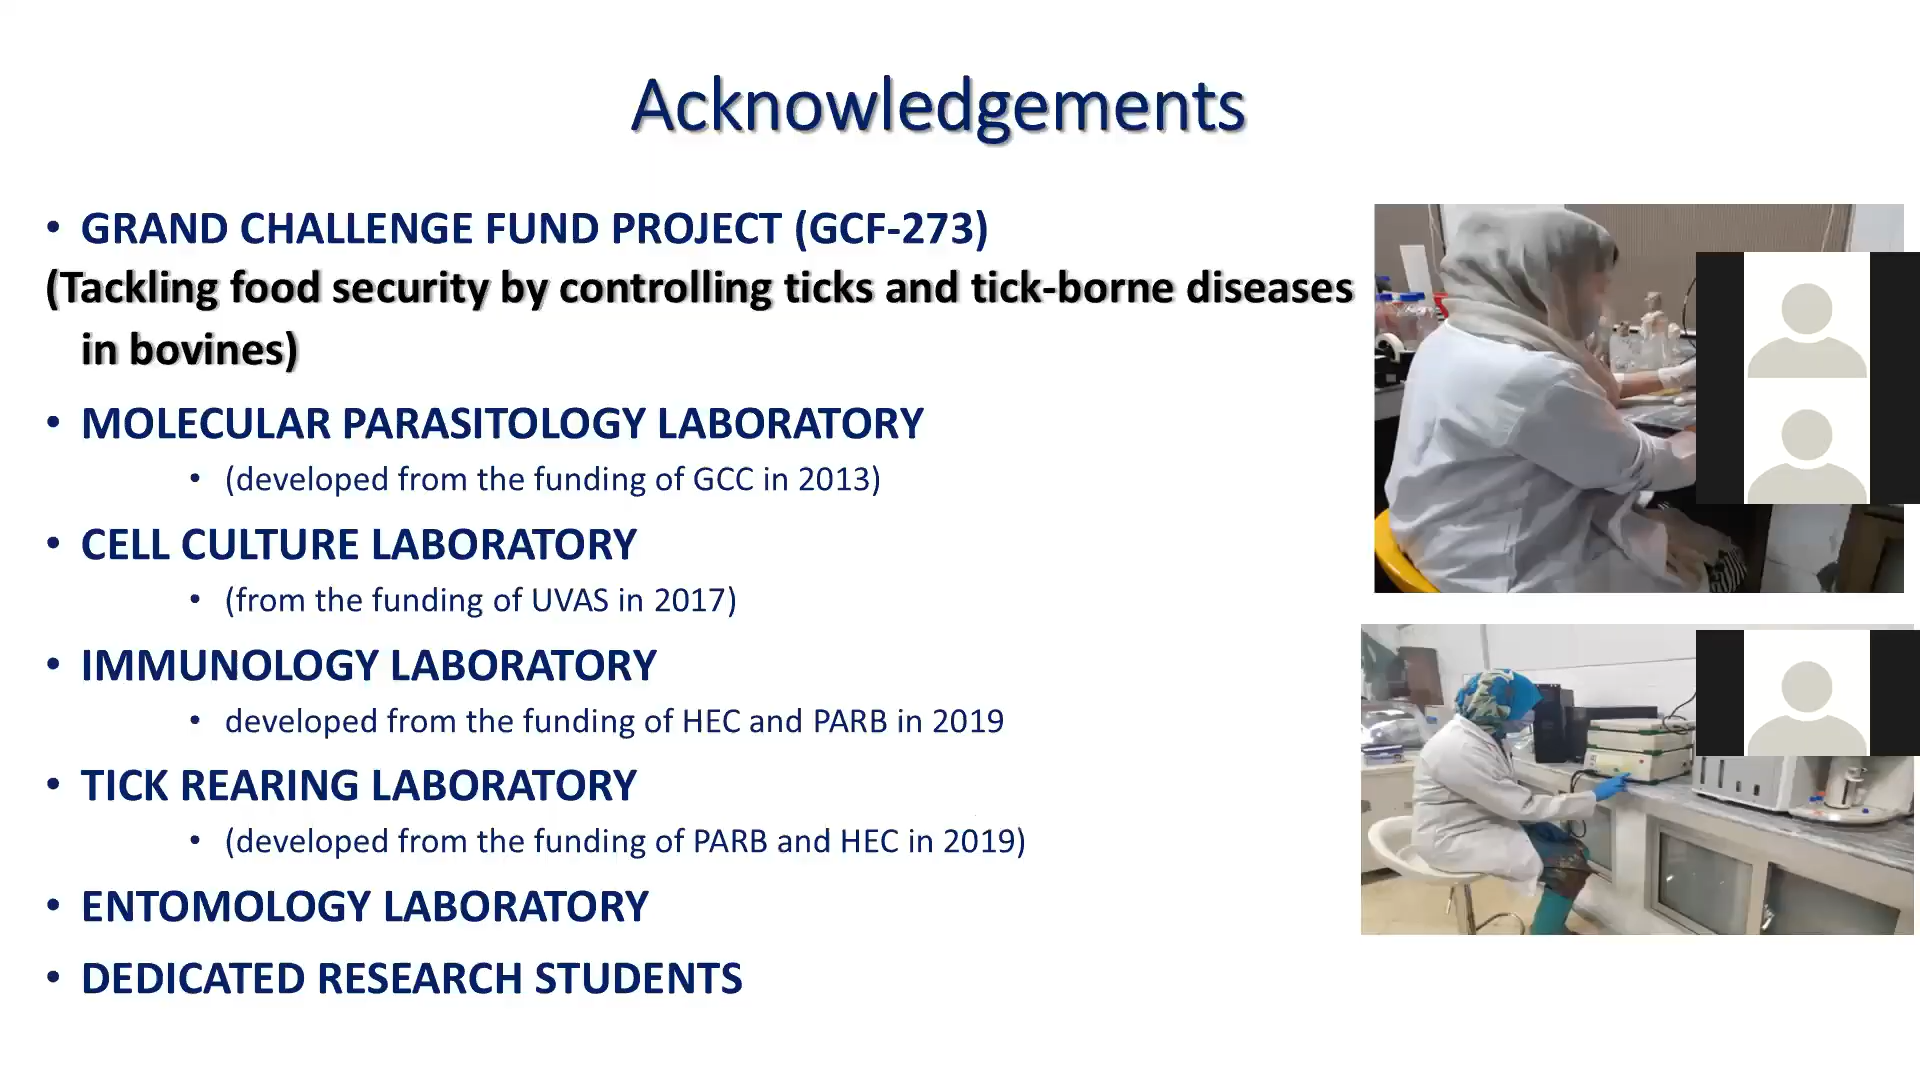 Acknowledgements
• GRAND CHALLENGE FUND PROJECT (GCF-273)
(Tackling food security by controlling ticks and tick-borne diseases
in bovines)
• MOLECULAR PARASITOLOGY LABORATORY
• (developed from the funding of GCC in 2013)
• CELL CULTURE LABORATORY
• (from the funding of UVAS in 2017)
• IMMUNOLOGY LABORATORY
• developed from the funding of HEC and PARB in 2019
• TICK REARING LABORATORY
• (developed from the funding of PARB and HEC in 2019)
• ENTOMOLOGY LABORATORY
• DEDICATED RESEARCH STUDENTS